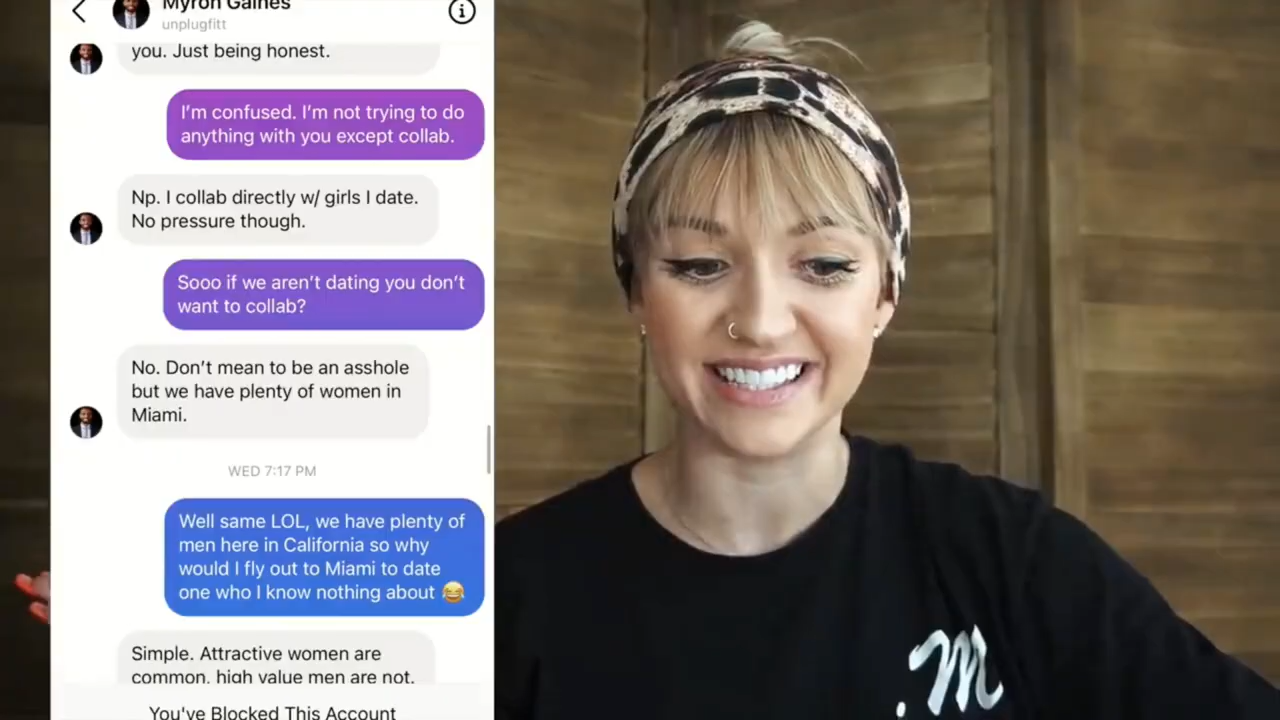 Myron Gaines
unplugfitt
you. Just being honest.
I'm confused. I'm not trying to do
anything with you except collab.
Np. I collab directly w/ girls I date.
No pressure though.
Sooo if we aren't dating you don't
want to collab?
No. Don't mean to be an asshole
but we have plenty of women in
Miami.
WED 7:17 PM
Well same LOL, we have plenty of
men here in California so why
would I fly out to Miami to date
one who I know nothing about 😂
Simple. Attractive women are
common, high value men are not.
You've Blocked This Account
.m